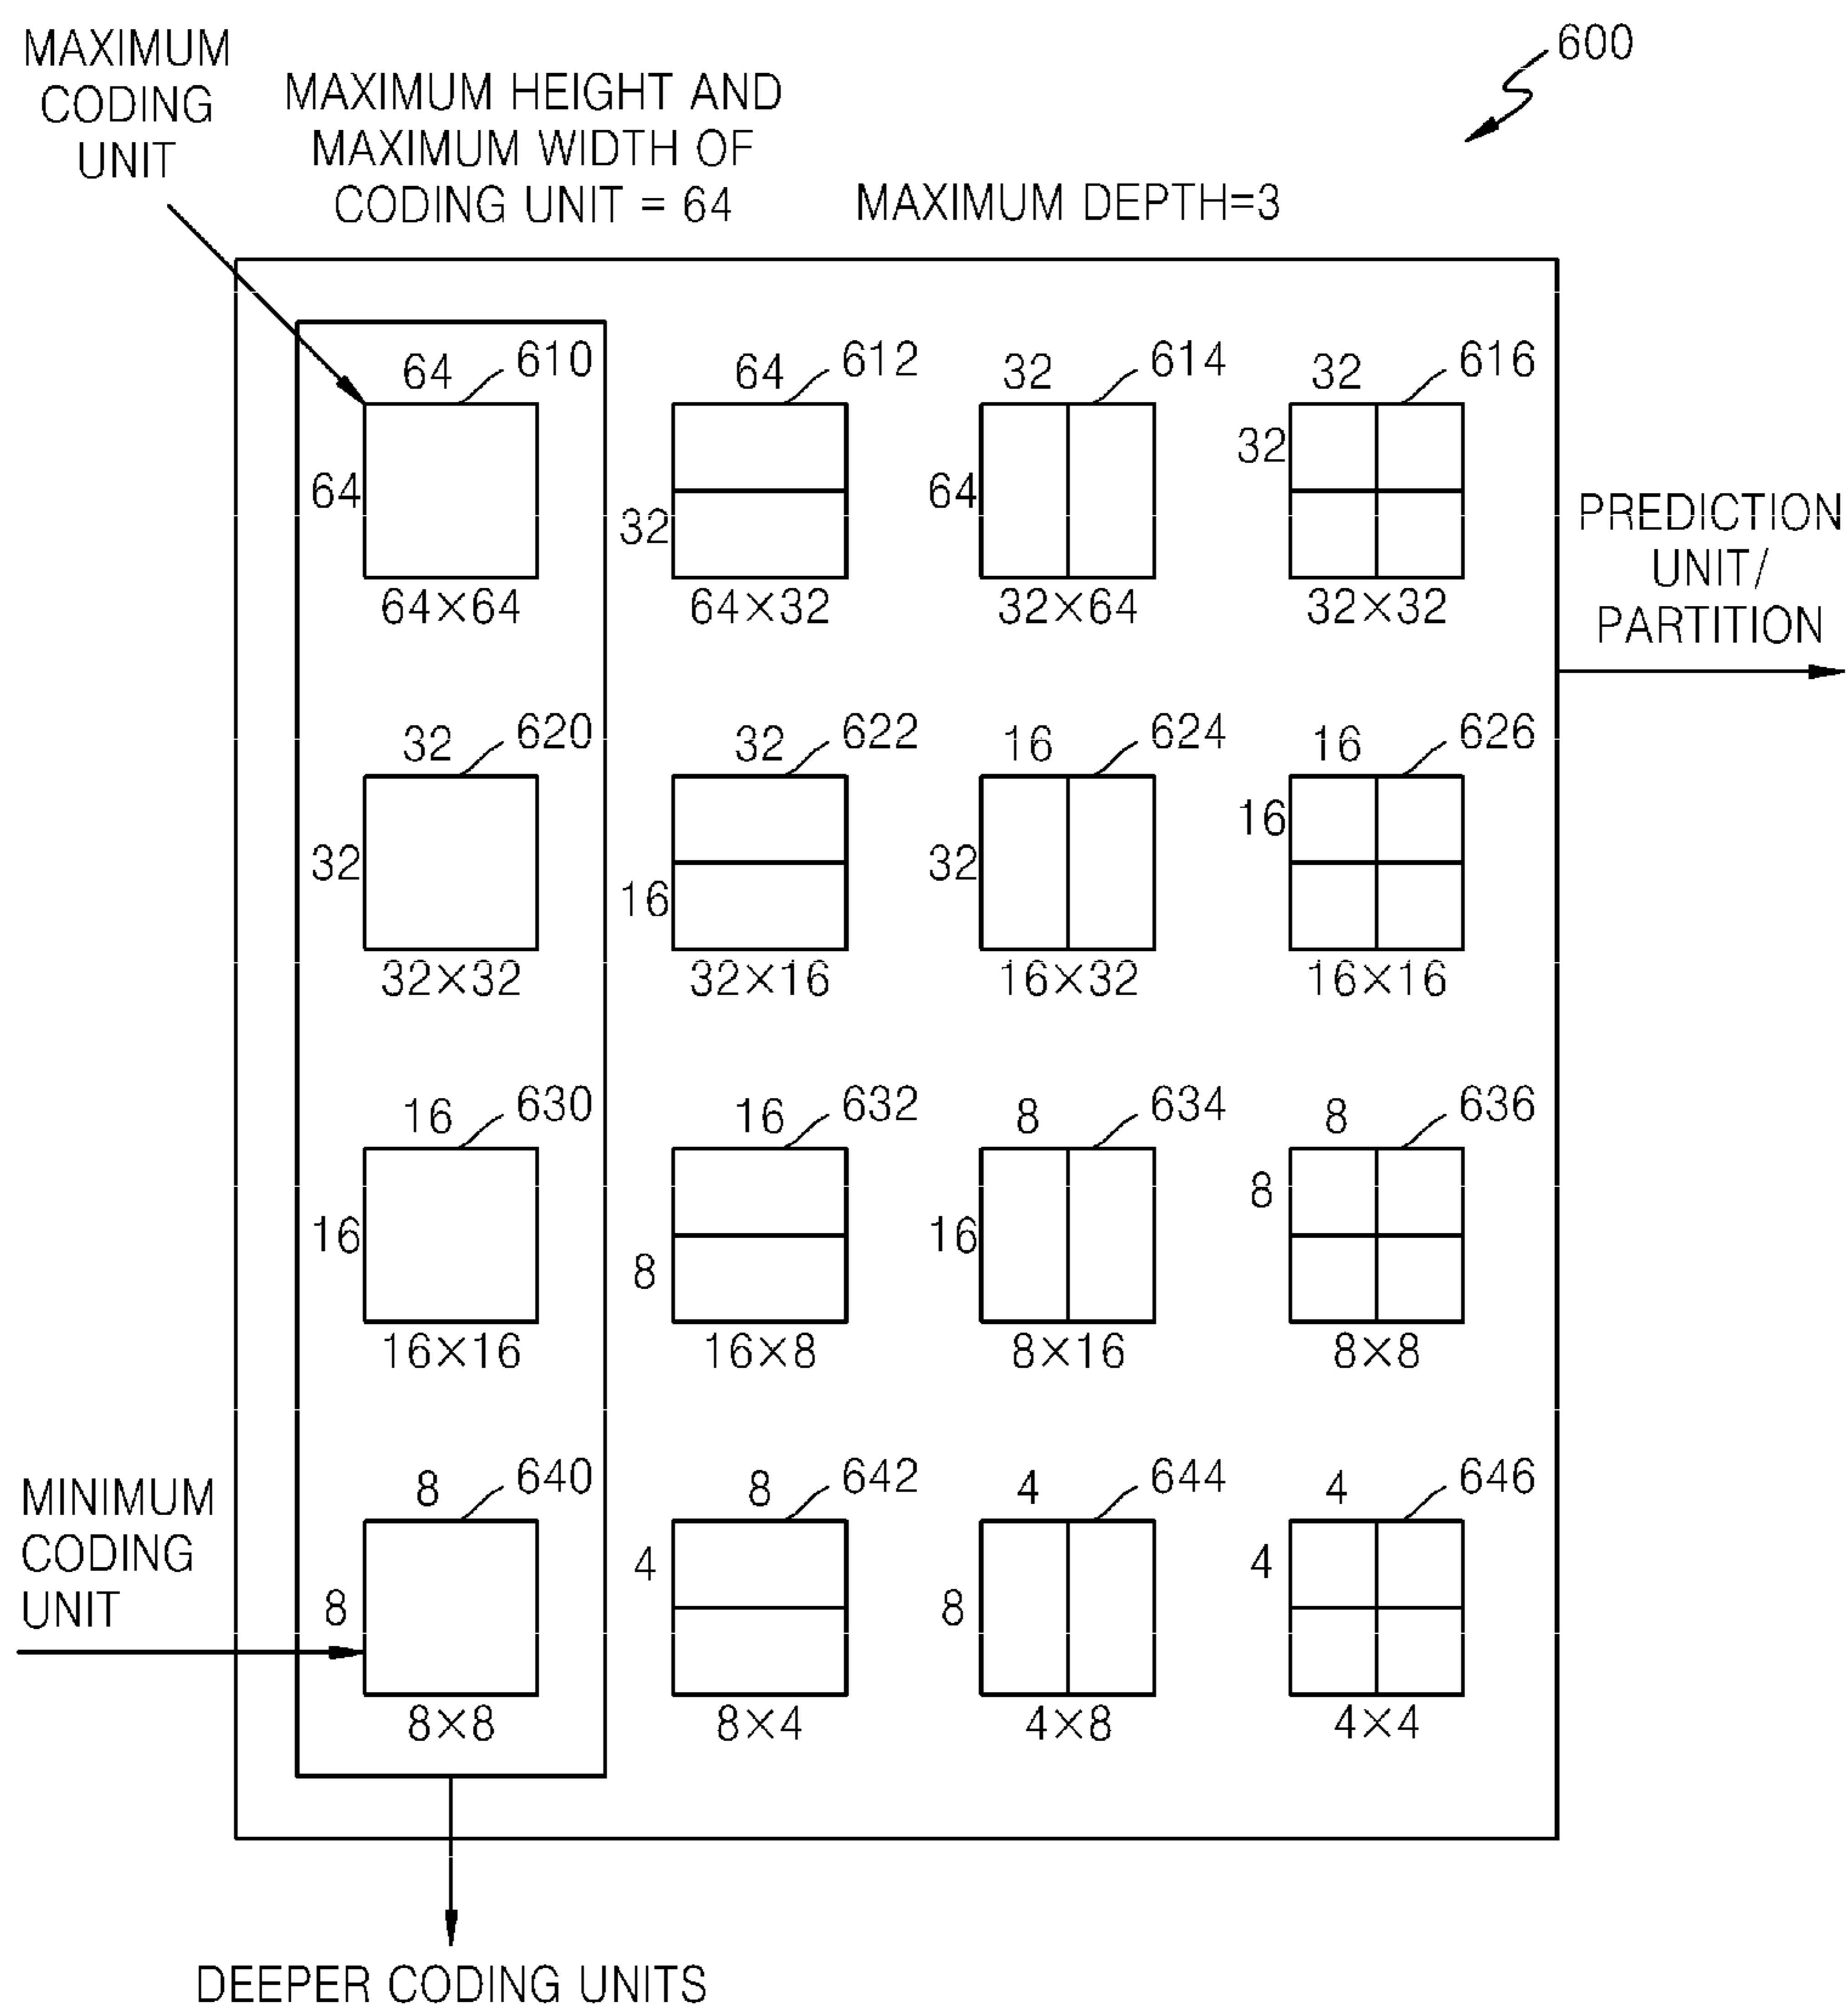 600
MAXIMUM
CODING
UNIT
MAXIMUM HEIGHT AND
MAXIMUM WIDTH OF
CODING UNIT = 64
MAXIMUM DEPTH=3
64 610 64 612 32 614 32 616
64 32 64 32
64×64 64×32 32×64 32×32
PREDICTION
UNIT/
PARTITION
32 620 32 622 16 624 16 626
32 16 32 16
32×32 32×16 16×32 16×16
16 630 16 632 8 634 8 636
16 8 16 8
16×16 16×8 8×16 8×8
MINIMUM
CODING
UNIT
8 640 8 642 4 644 4 646
8 4 8 4
8×8 8×4 4×8 4×4
DEEPER CODING UNITS